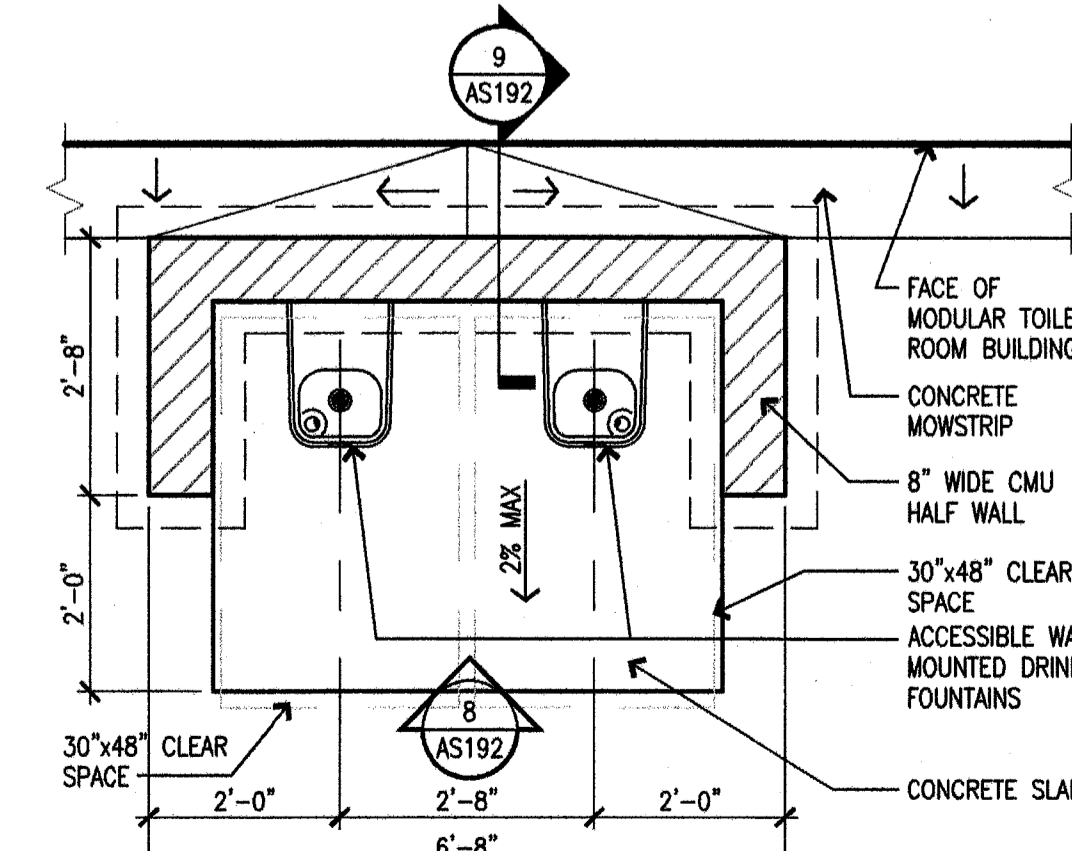 9
AS192
FACE OF
MODULAR TOILE
ROOM BUILDING
CONCRETE
MOWSTRIP
8" WIDE CMU
HALF WALL
30"x48" CLEAR
SPACE
ACCESSIBLE WA
MOUNTED DRIN
FOUNTAINS
CONCRETE SLA
2'-8"
2'-0"
2% MAX
8
AS192
30"x48" CLEAR
SPACE
2'-0"
2'-8"
2'-0"
6'-8"